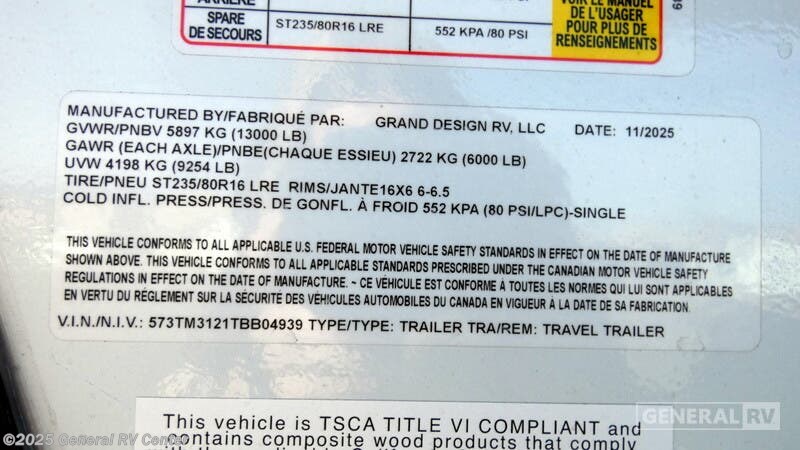 ARRIÈRE
SPARE
DE SECOURS
ST235/80R16 LRE
552 KPA /80 PSI
VOIR LE MANUEL
DE L'USAGER
POUR PLUS DE
RENSEIGNEMENTS
MANUFACTURED BY/FABRIQUÉ PAR: GRAND DESIGN RV, LLC DATE: 11/2025
GVWR/PNBV 5897 KG (13000 LB)
GAWR (EACH AXLE)/PNBE(CHAQUE ESSIEU) 2722 KG (6000 LB)
UVW 4198 KG (9254 LB)
TIRE/PNEU ST235/80R16 LRE RIMS/JANTE16X6 6-6.5
COLD INFL. PRESS/PRESS. DE GONFL. À FROID 552 KPA (80 PSI/LPC)-SINGLE
THIS VEHICLE CONFORMS TO ALL APPLICABLE U.S. FEDERAL MOTOR VEHICLE SAFETY STANDARDS IN EFFECT ON THE DATE OF MANUFACTURE
SHOWN ABOVE. THIS VEHICLE CONFORMS TO ALL APPLICABLE STANDARDS PRESCRIBED UNDER THE CANADIAN MOTOR VEHICLE SAFETY
REGULATIONS IN EFFECT ON THE DATE OF MANUFACTURE. ~ CE VÉHICULE EST CONFORME À TOUTES LES NORMES QUI LUI SONT APPLICABLES
EN VERTU DU RÉGLEMENT SUR LA SÉCURITÉ DES VÉHICULES AUTOMOBILES DU CANADA EN VIGUEUR À LA DATE DE SA FABRICATION.
V.I.N./N.I.V.: 573TM3121TBB04939 TYPE/TYPE: TRAILER TRA/REM: TRAVEL TRAILER
This vehicle is TSCA TITLE VI COMPLIANT and
contains composite wood products that comply
GENERAL RV
©2025 General RV Center